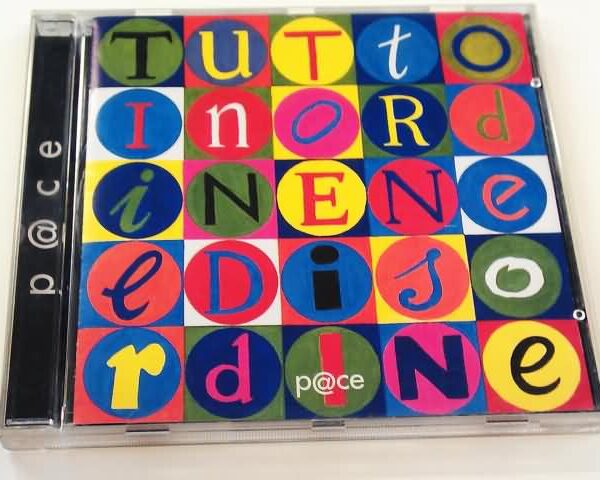 p@ce
TuTtO
InoRd
iNENe
eDiso
rdINe
p@ce